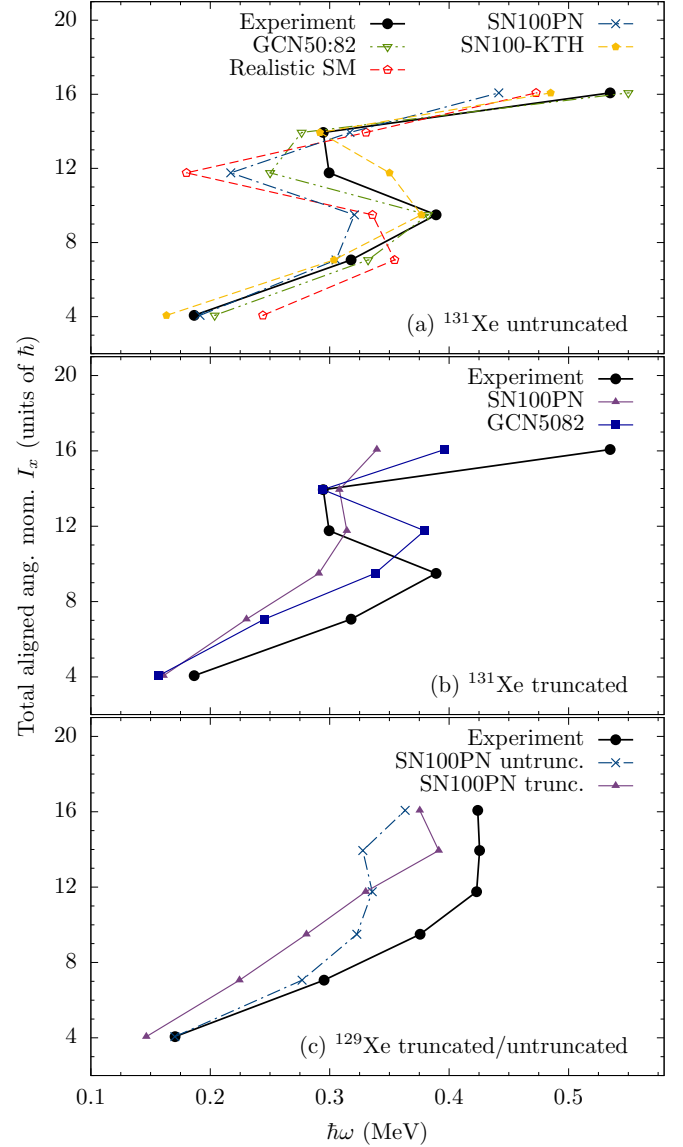 20
16
12
8
4
Experiment
GCN50:82
Realistic SM
SN100PN
SN100-KTH
(a) ¹³¹Xe untruncated
20
16
12
8
4
Experiment
SN100PN
GCN5082
(b) ¹³¹Xe truncated
Total aligned ang. mom. Iₓ (units of ħ)
20
16
12
8
4
Experiment
SN100PN untrunc.
SN100PN trunc.
(c) ¹²⁹Xe truncated/untruncated
0.1 0.2 0.3 0.4 0.5
ħω (MeV)